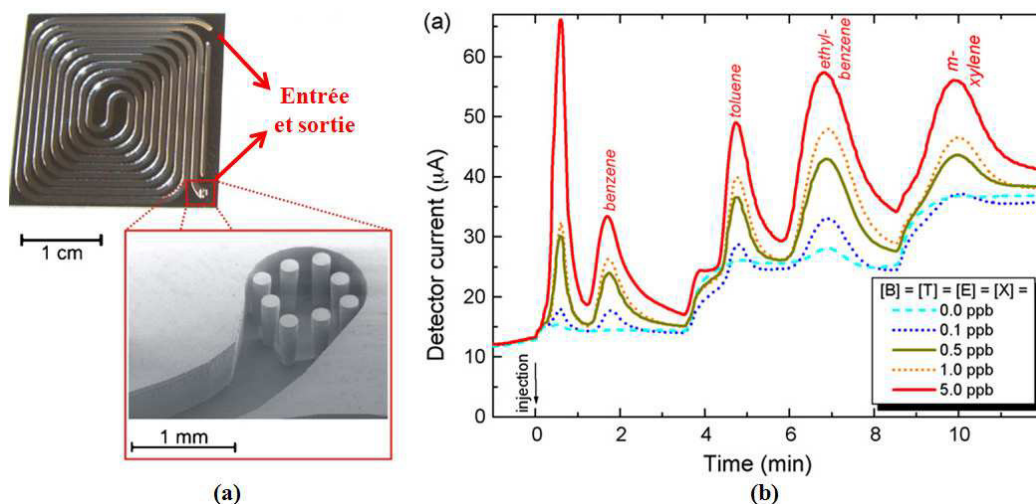 (a)
Entrée
et sortie
1 cm
1 mm
(a)
(a)
Detector current (µA)
60
50
40
30
20
10
0
injection
benzene
toluene
ethyl-
benzene
m-
xylene
[B] = [T] = [E] = [X] =
0.0 ppb
0.1 ppb
0.5 ppb
1.0 ppb
5.0 ppb
0
2
4
6
8
10
Time (min)
(b)